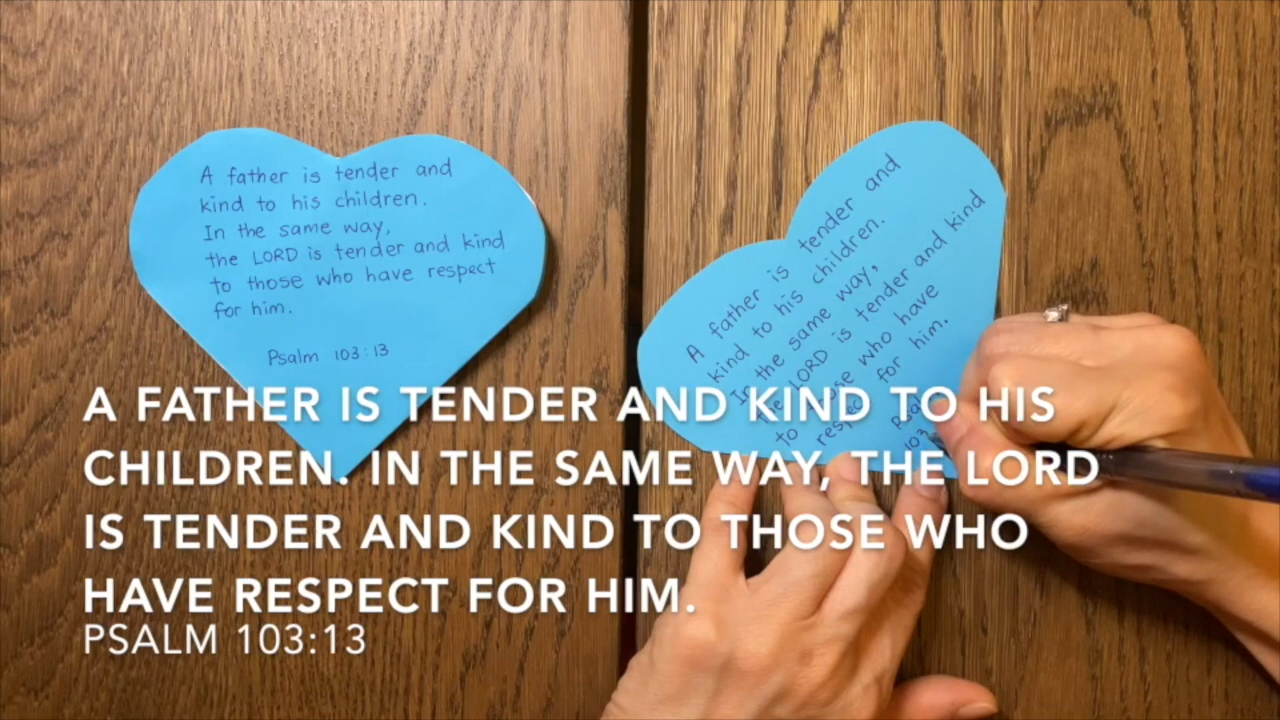 A father is tender and
kind to his children.
In the same way,
the LORD is tender and kind
to those who have respect
for him.
Psalm 103:13
A father is tender and
kind to his children.
In the same way,
the LORD is tender and kind
to those who have
respect for him.
A FATHER IS TENDER AND KIND TO HIS
CHILDREN. IN THE SAME WAY, THE LORD
IS TENDER AND KIND TO THOSE WHO
HAVE RESPECT FOR HIM.
PSALM 103:13